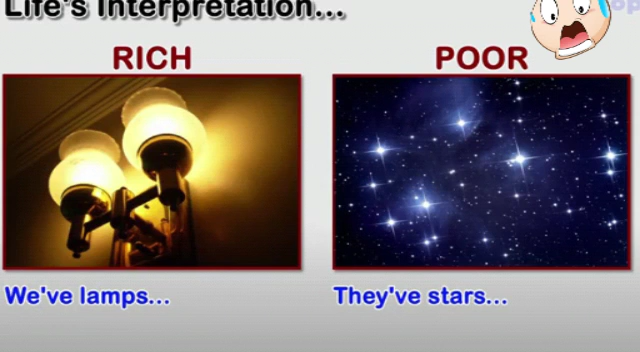 Life's Interpretation...
RICH
POOR
We've lamps...
They've stars...